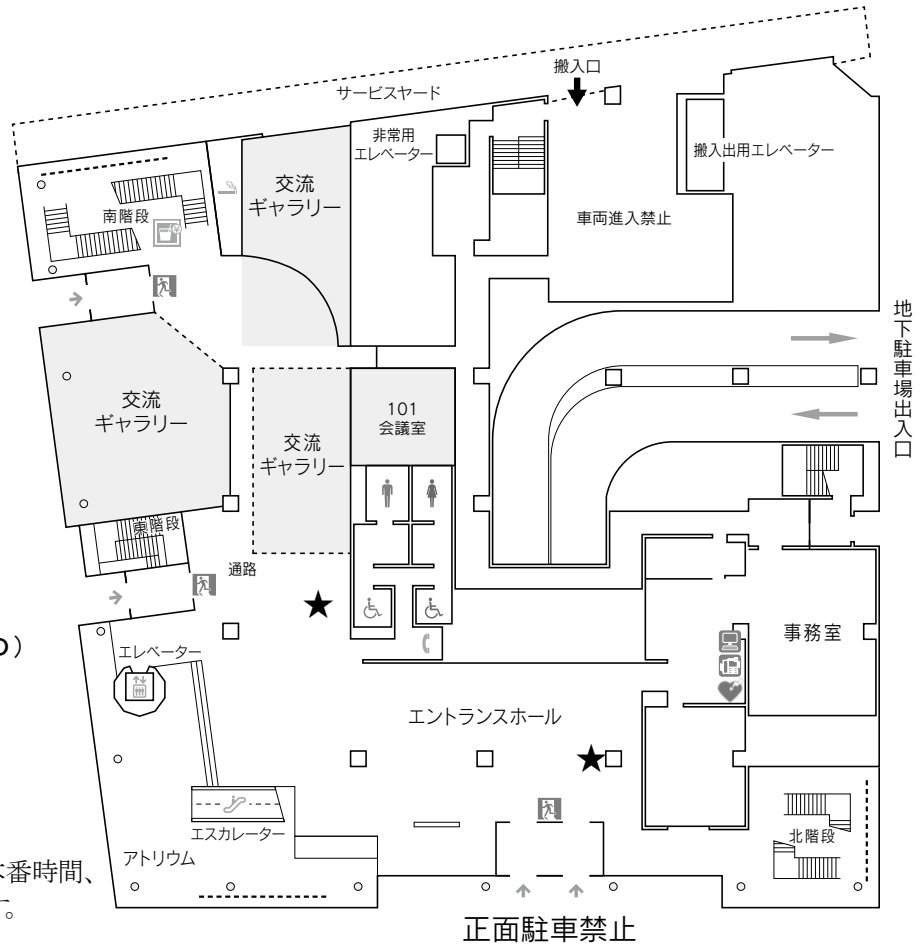 搬入口
サービスヤード
非常用
エレベーター
搬入出用エレベーター
交流
ギャラリー
南階段
車両進入禁止
地下駐車場出入口
交流
ギャラリー
101
会議室
交流
ギャラリー
東階段
通路
事務室
つ）
エレベーター
エントランスホール
エスカレーター
北階段
アトリウム
本番時間、
す。
正面駐車禁止